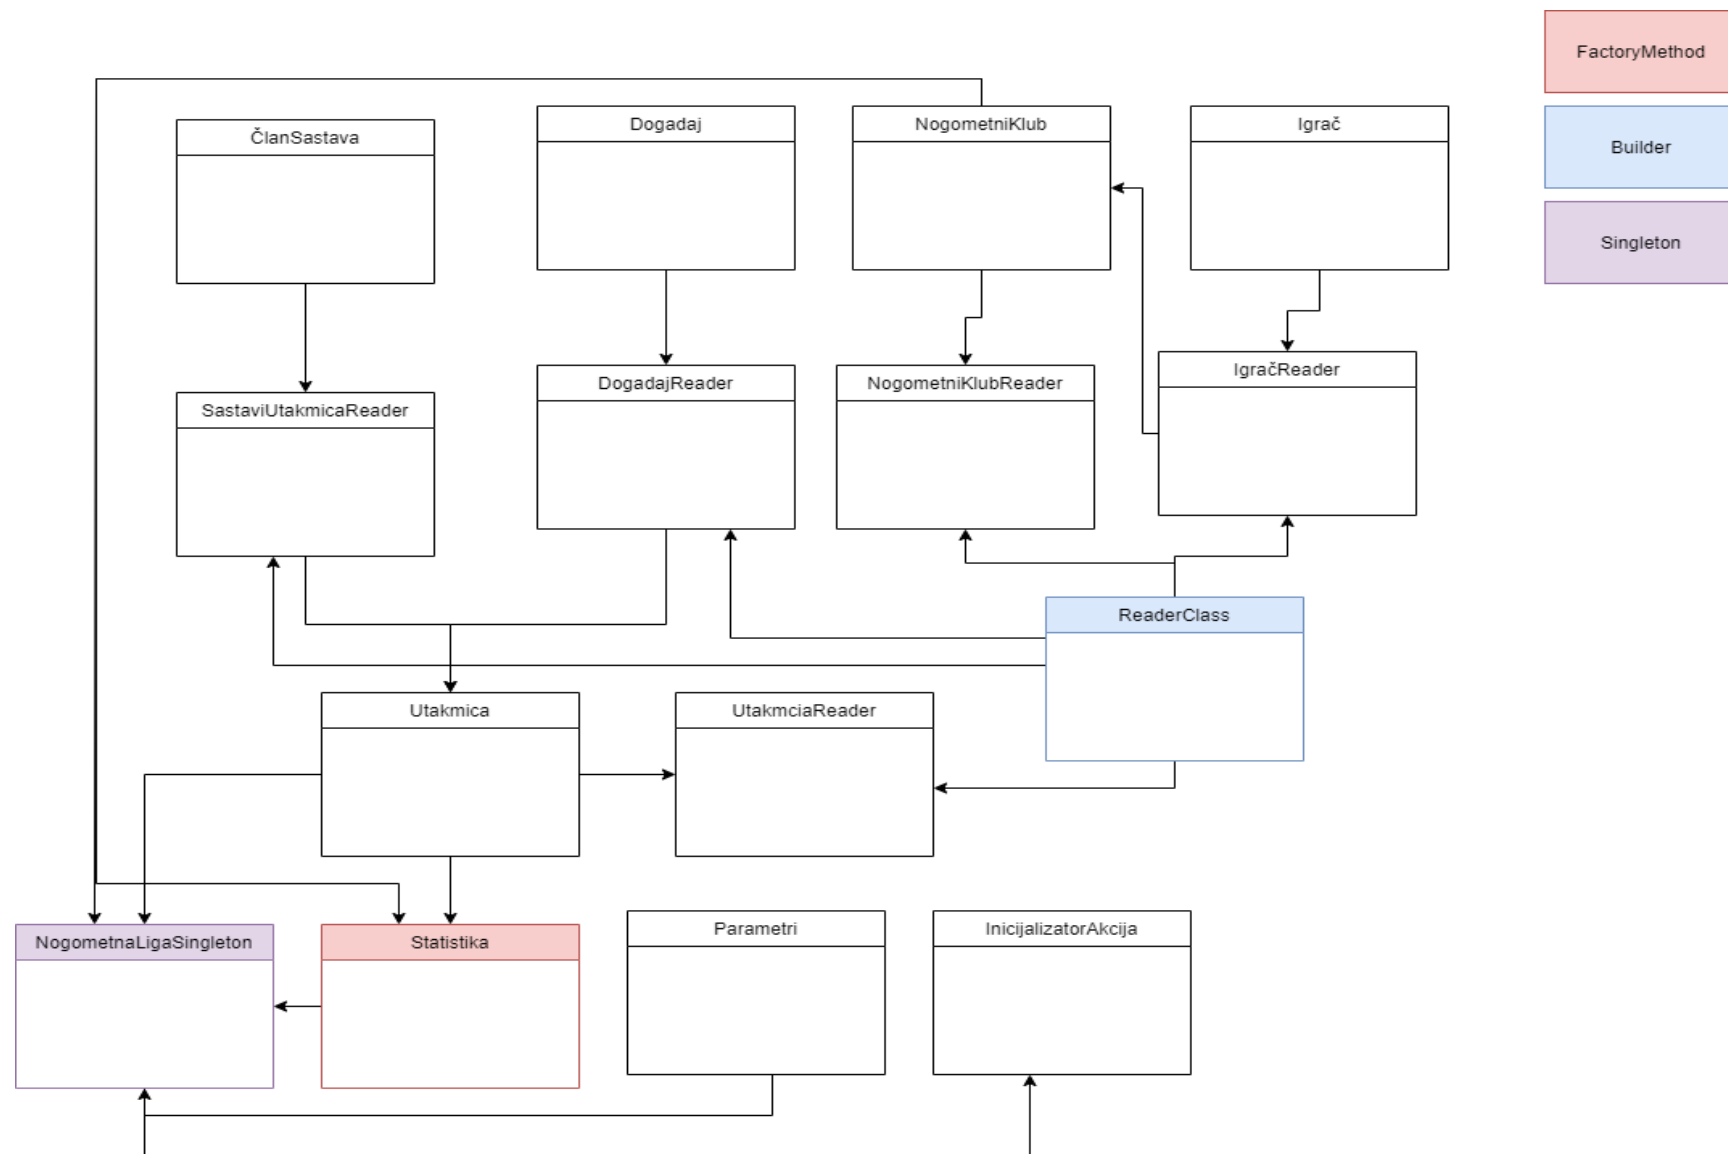 FactoryMethod
ČlanSastava
Dogadaj
NogometniKlub
Igrač
Builder
Singleton
SastaviUtakmicaReader
DogadajReader
NogometniKlubReader
IgračReader
ReaderClass
Utakmica
UtakmciaReader
NogometnaLigaSingleton
Statistika
Parametri
InicijalizatorAkcija